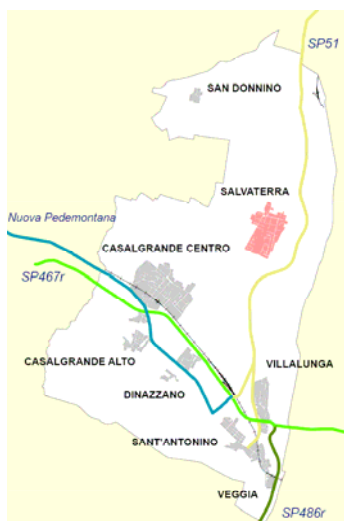 SP51
SAN DONNINO
SALVATERRA
Nuova Pedemontana
CASALGRANDE CENTRO
SP467r
CASALGRANDE ALTO
VILLALUNGA
DINAZZANO
SANT'ANTONINO
VEGGIA
SP486r